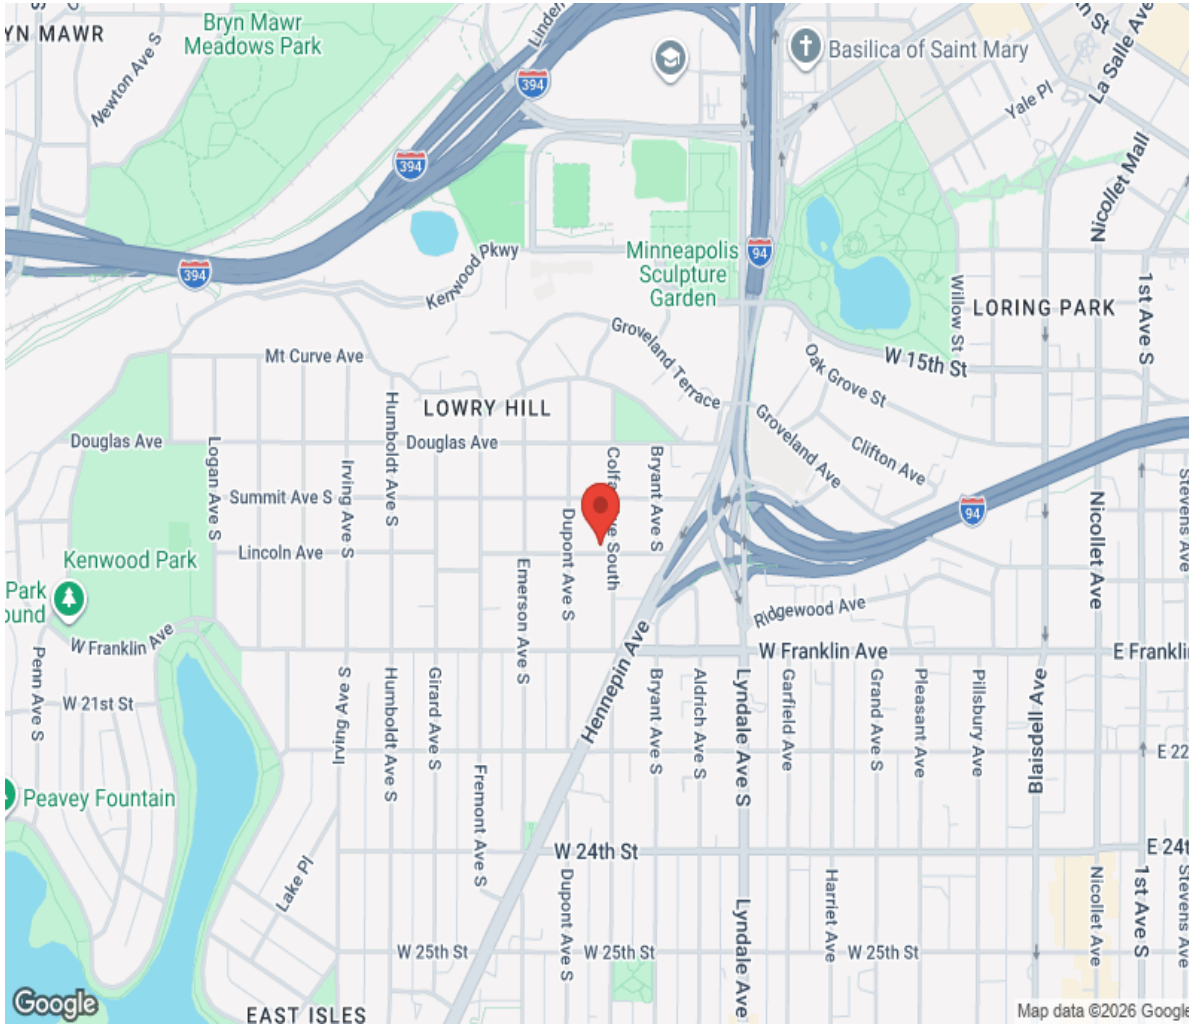 YN MAWR
Newton Ave S
Bryn Mawr
Meadows Park
Linden
394
394
394
Basilica of Saint Mary
La Salle Ave
Yale Pl
Nicollet Mall
Kenwood Pkwy
Minneapolis
Sculpture
Garden
94
Willow St
LORING PARK
1st Ave S
W 15th St
Mt Curve Ave
Groveland Terrace
Oak Grove St
LOWRY HILL
Humboldt Ave S
Douglas Ave
Douglas Ave
Logan Ave S
Irving Ave S
Bryant Ave S
Groveland Ave
Clifton Ave
Summit Ave S
Dupont Ave S
South
94
Nicollet Ave
Stevens Ave
Lincoln Ave
Kenwood Park
Park
ound
Emerson Ave S
Ridgewood Ave
W Franklin Ave
Hennepin Ave
W Franklin Ave
E Franklin
Penn Ave S
W 21st St
Irving Ave S
Humboldt Ave S
Girard Ave S
Bryant Ave S
Aldrich Ave S
Lyndale Ave S
Garfield Ave
Grand Ave S
Pleasant Ave
Pillsbury Ave
Blaisdell Ave
E 22
Peavey Fountain
Fremont Ave S
W 24th St
E 24t
Lake Pl
Dupont Ave S
Lyndale Ave
Harriet Ave
Nicollet Ave
1st Ave S
Stevens Ave
W 25th St
W 25th St
W 25th St
Google
EAST ISLES
Map data ©2026 Google